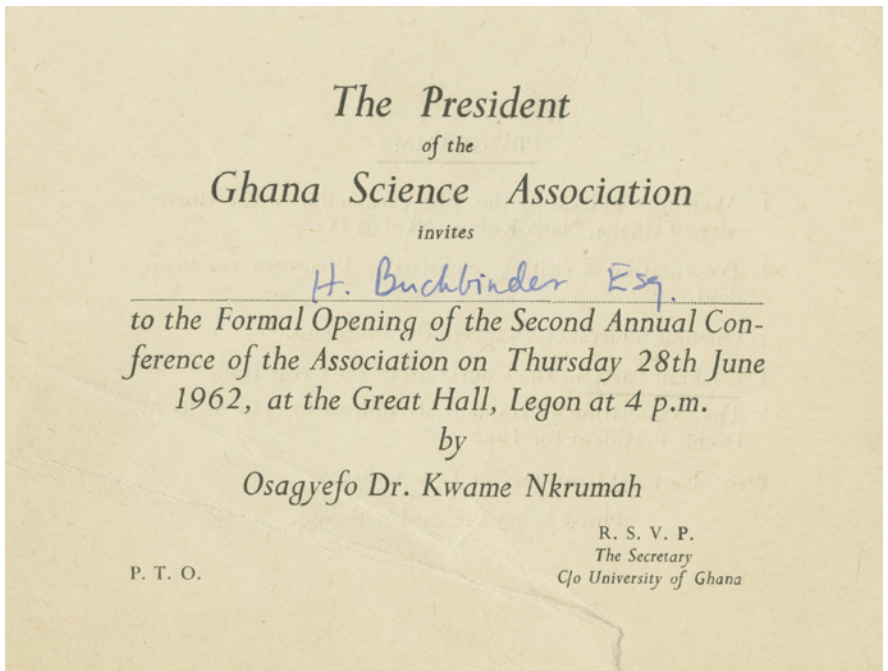 The President
of the
Ghana Science Association
invites
H. Buchbinder Esq.
to the Formal Opening of the Second Annual Con-
ference of the Association on Thursday 28th June
1962, at the Great Hall, Legon at 4 p.m.
by
Osagyefo Dr. Kwame Nkrumah
R. S. V. P.
The Secretary
C/o University of Ghana
P. T. O.